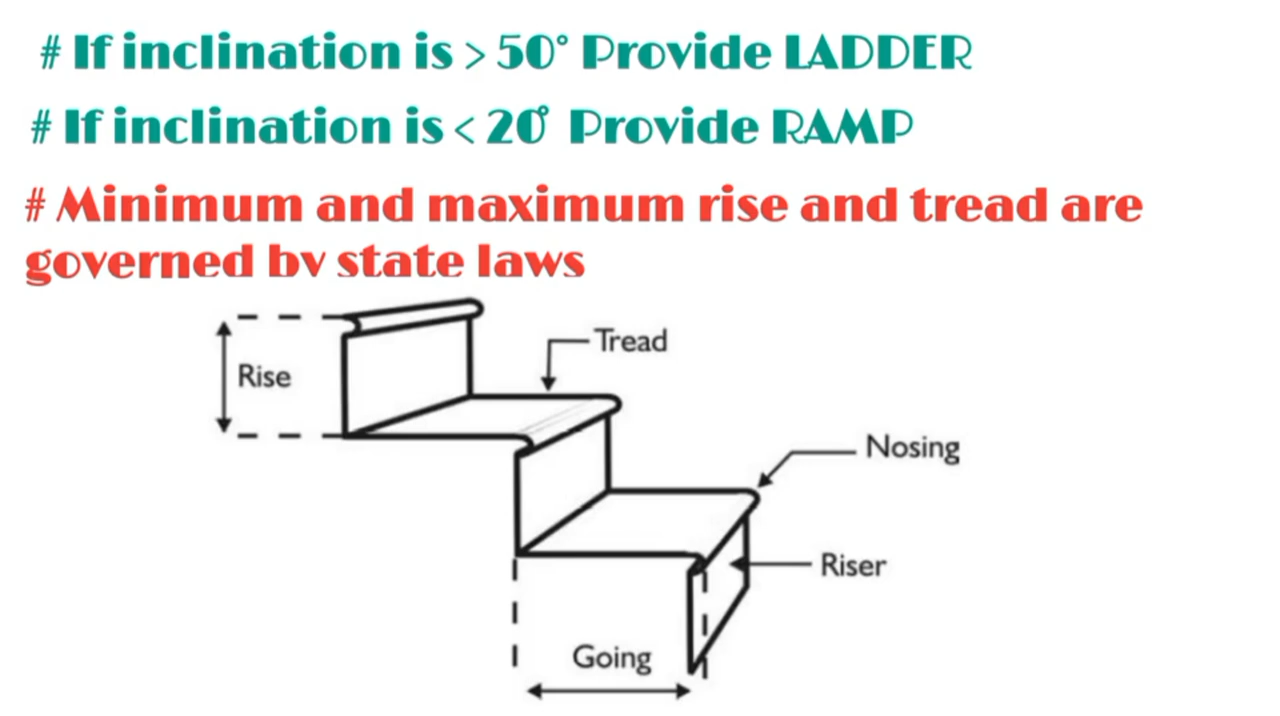 # If inclination is > 50° Provide LADDER
# If inclination is < 20° Provide RAMP
# Minimum and maximum rise and tread are
governed by state laws
Tread
Rise
Nosing
Riser
Going